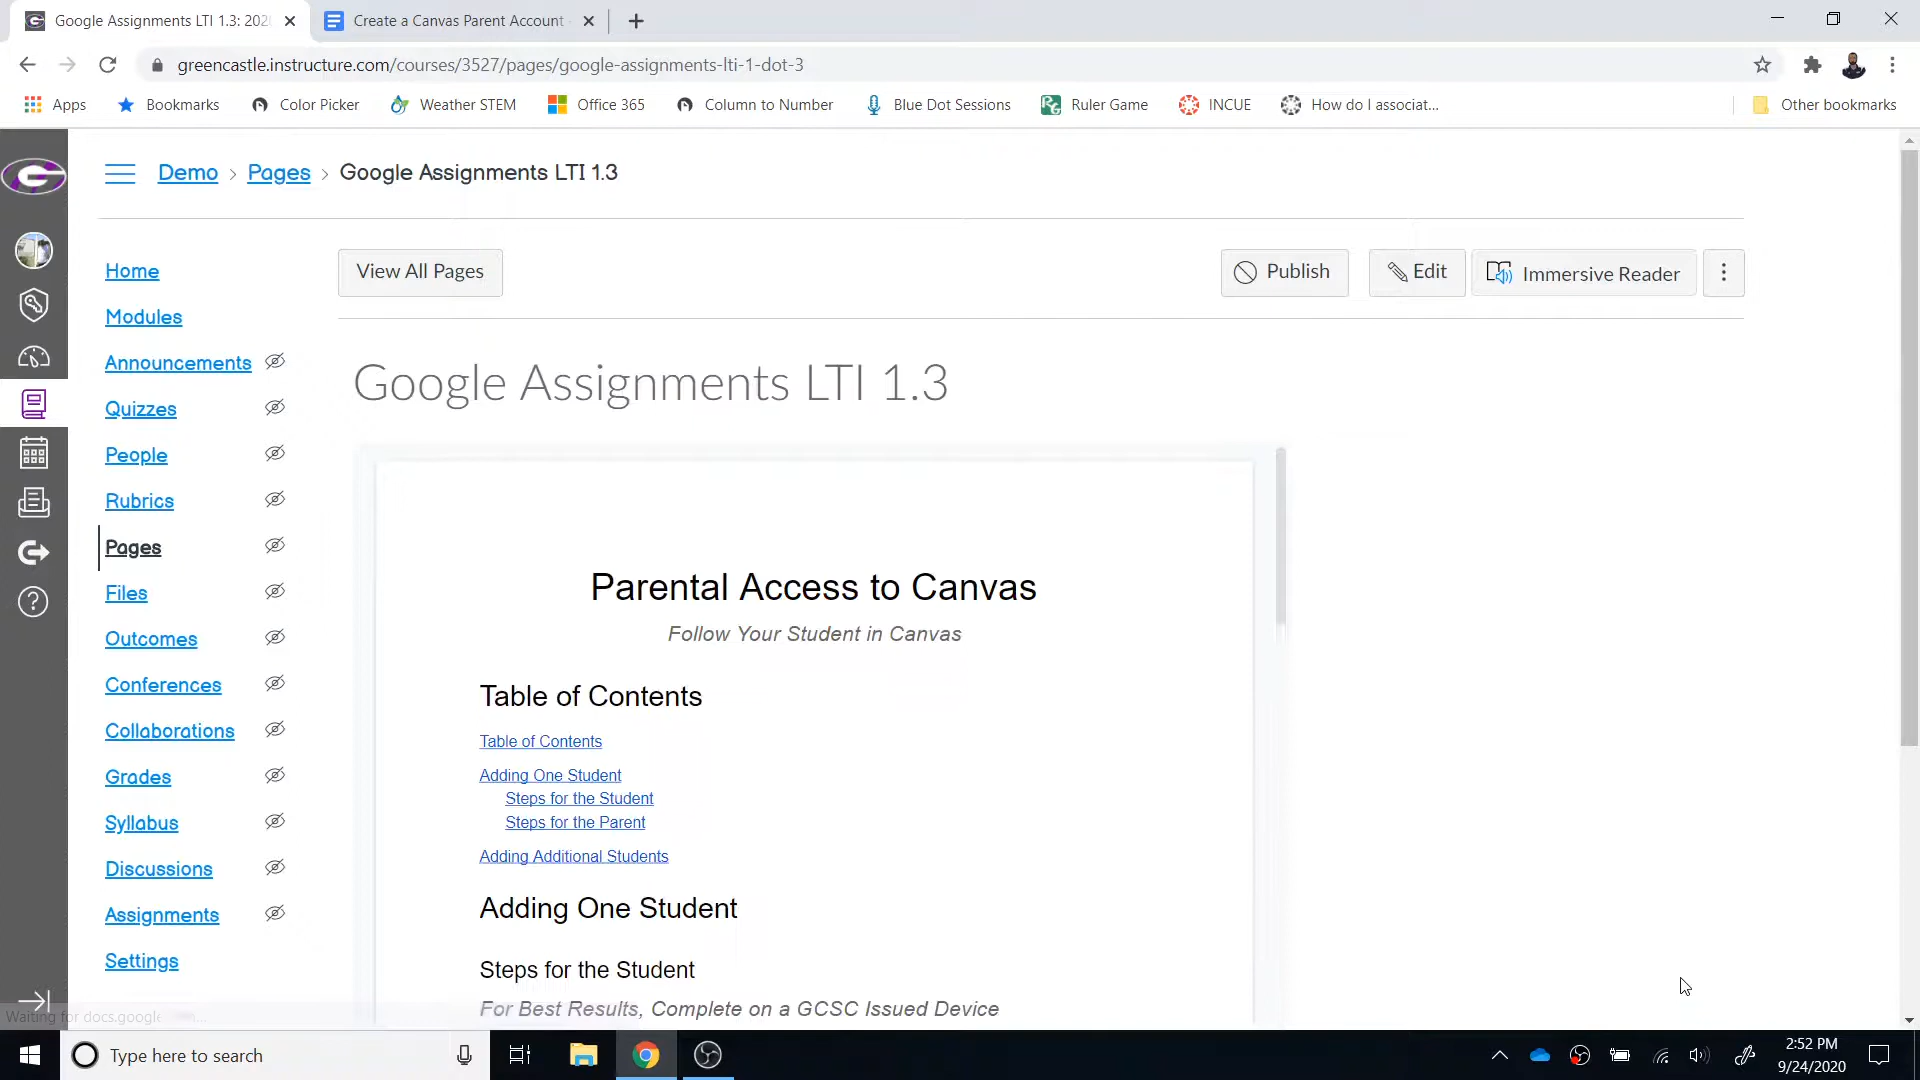 Google Assignments LTI 1.3: 202
Create a Canvas Parent Account
greencastle.instructure.com/courses/3527/pages/google-assignments-lti-1-dot-3
Apps
Bookmarks
Color Picker
Weather STEM
Office 365
Column to Number
Blue Dot Sessions
Ruler Game
INCUE
How do I associat...
Other bookmarks
Demo > Pages > Google Assignments LTI 1.3
Home
Modules
Announcements
Quizzes
People
Rubrics
Pages
Files
Outcomes
Conferences
Collaborations
Grades
Syllabus
Discussions
Assignments
Settings
View All Pages
Publish
Edit
Immersive Reader
Google Assignments LTI 1.3
Parental Access to Canvas
Follow Your Student in Canvas
Table of Contents
Table of Contents
Adding One Student
Steps for the Student
Steps for the Parent
Adding Additional Students
Adding One Student
Steps for the Student
For Best Results, Complete on a GCSC Issued Device
Waiting for docs.google
Type here to search
2:52 PM
9/24/2020